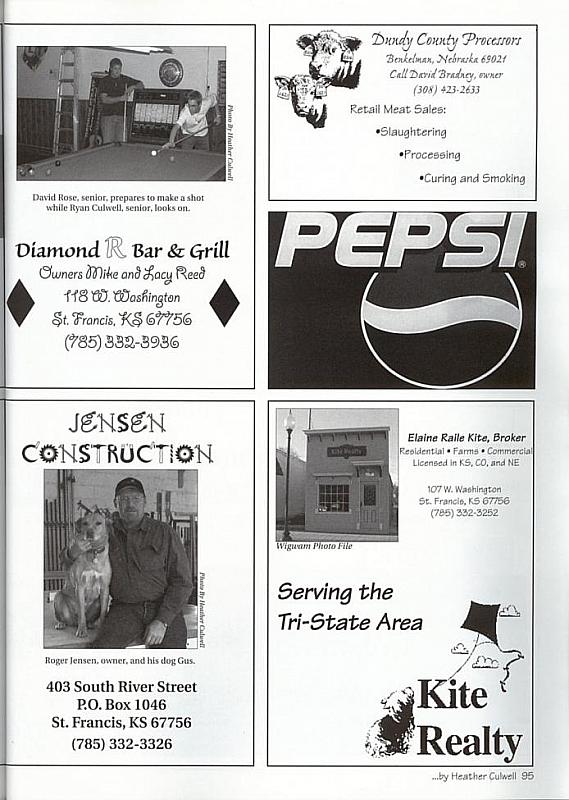 Photo By Heather Culwell
David Rose, senior, prepares to make a shot
while Ryan Culwell, senior, looks on.
Diamond R Bar & Grill
Owners Mike and Lacy Reed
118 W. Washington
St. Francis, KS 67756
(785) 332-3936
Dundy County Processors
Benkelman, Nebraska 69021
Call David Bradney, owner
(308) 423-2633
Retail Meat Sales:
•Slaughtering
•Processing
•Curing and Smoking
PEPSI®
JENSEN
CONSTRUCTION
Photo By Heather Culwell
Roger Jensen, owner, and his dog Gus.
403 South River Street
P.O. Box 1046
St. Francis, KS 67756
(785) 332-3326
Kite Realty
Wigwam Photo File
Elaine Raile Kite, Broker
Residential • Farms • Commercial
Licensed in KS, CO, and NE
107 W. Washington
St. Francis, KS 67756
(785) 332-3252
Serving the
Tri-State Area
Kite
Realty
...by Heather Culwell 95